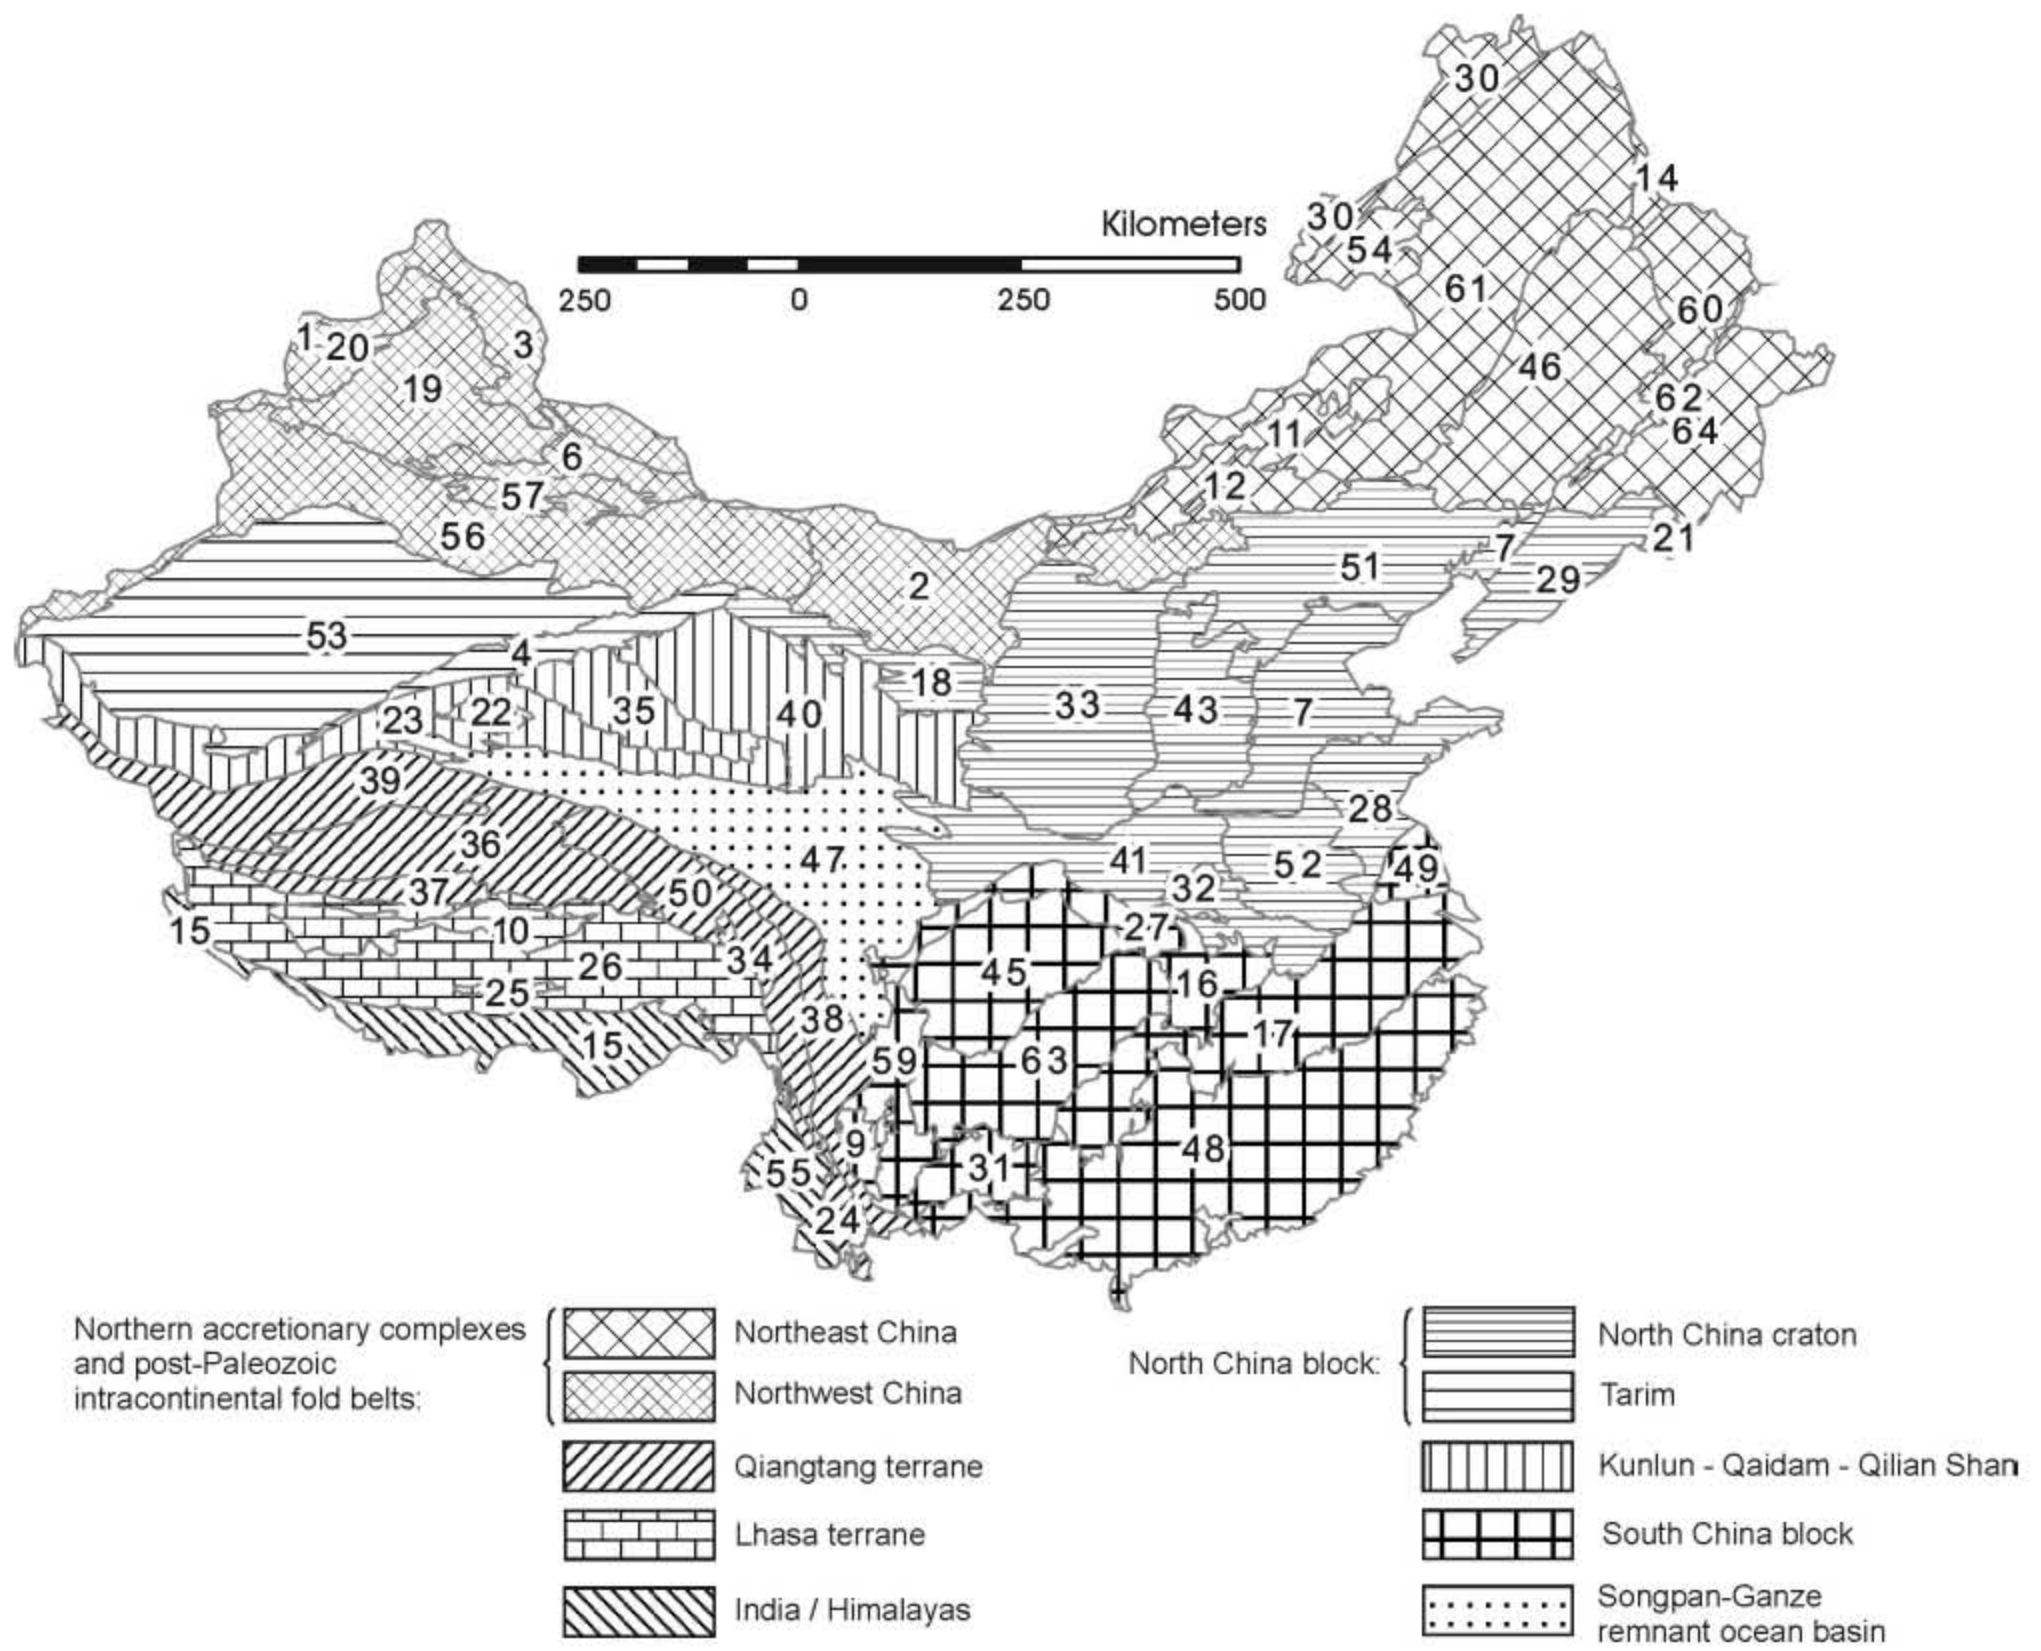 30
14
Kilometers
30
54
250 0 250 500
61
60
1 20 3
46
19
62
11
64
6
12
57
56
21
7
51
2
29
53
4
18
33 43 7
23 22 35 40
39
28
36
47
41
52
49
37
50
32
15
10
27
34
26
45
16
25
38
17
15
59
63
9
48
31
55
24
Northern accretionary complexes
and post-Paleozoic
intracontinental fold belts:
Northeast China
Northwest China
Qiangtang terrane
Lhasa terrane
India / Himalayas
North China block:
North China craton
Tarim
Kunlun - Qaidam - Qilian Shan
South China block
Songpan-Ganze
remnant ocean basin